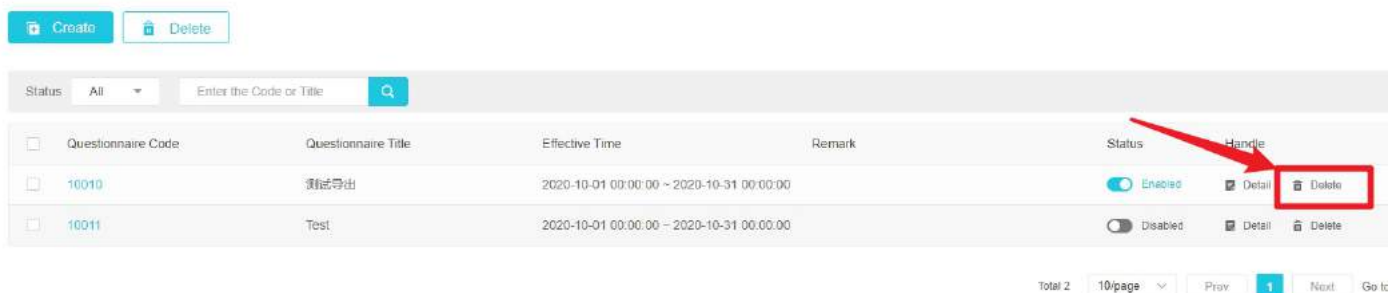 Create Delete
Status All Enter the Code or Title
Questionnaire Code Questionnaire Title Effective Time Remark Status Handle
10010 测试导出 2020-10-01 00:00:00 ~ 2020-10-31 00:00:00 Enabled Detail Delete
10011 Test 2020-10-01 00:00:00 ~ 2020-10-31 00:00:00 Disabled Detail Delete
Total 2 10/page Prev 1 Next Go to